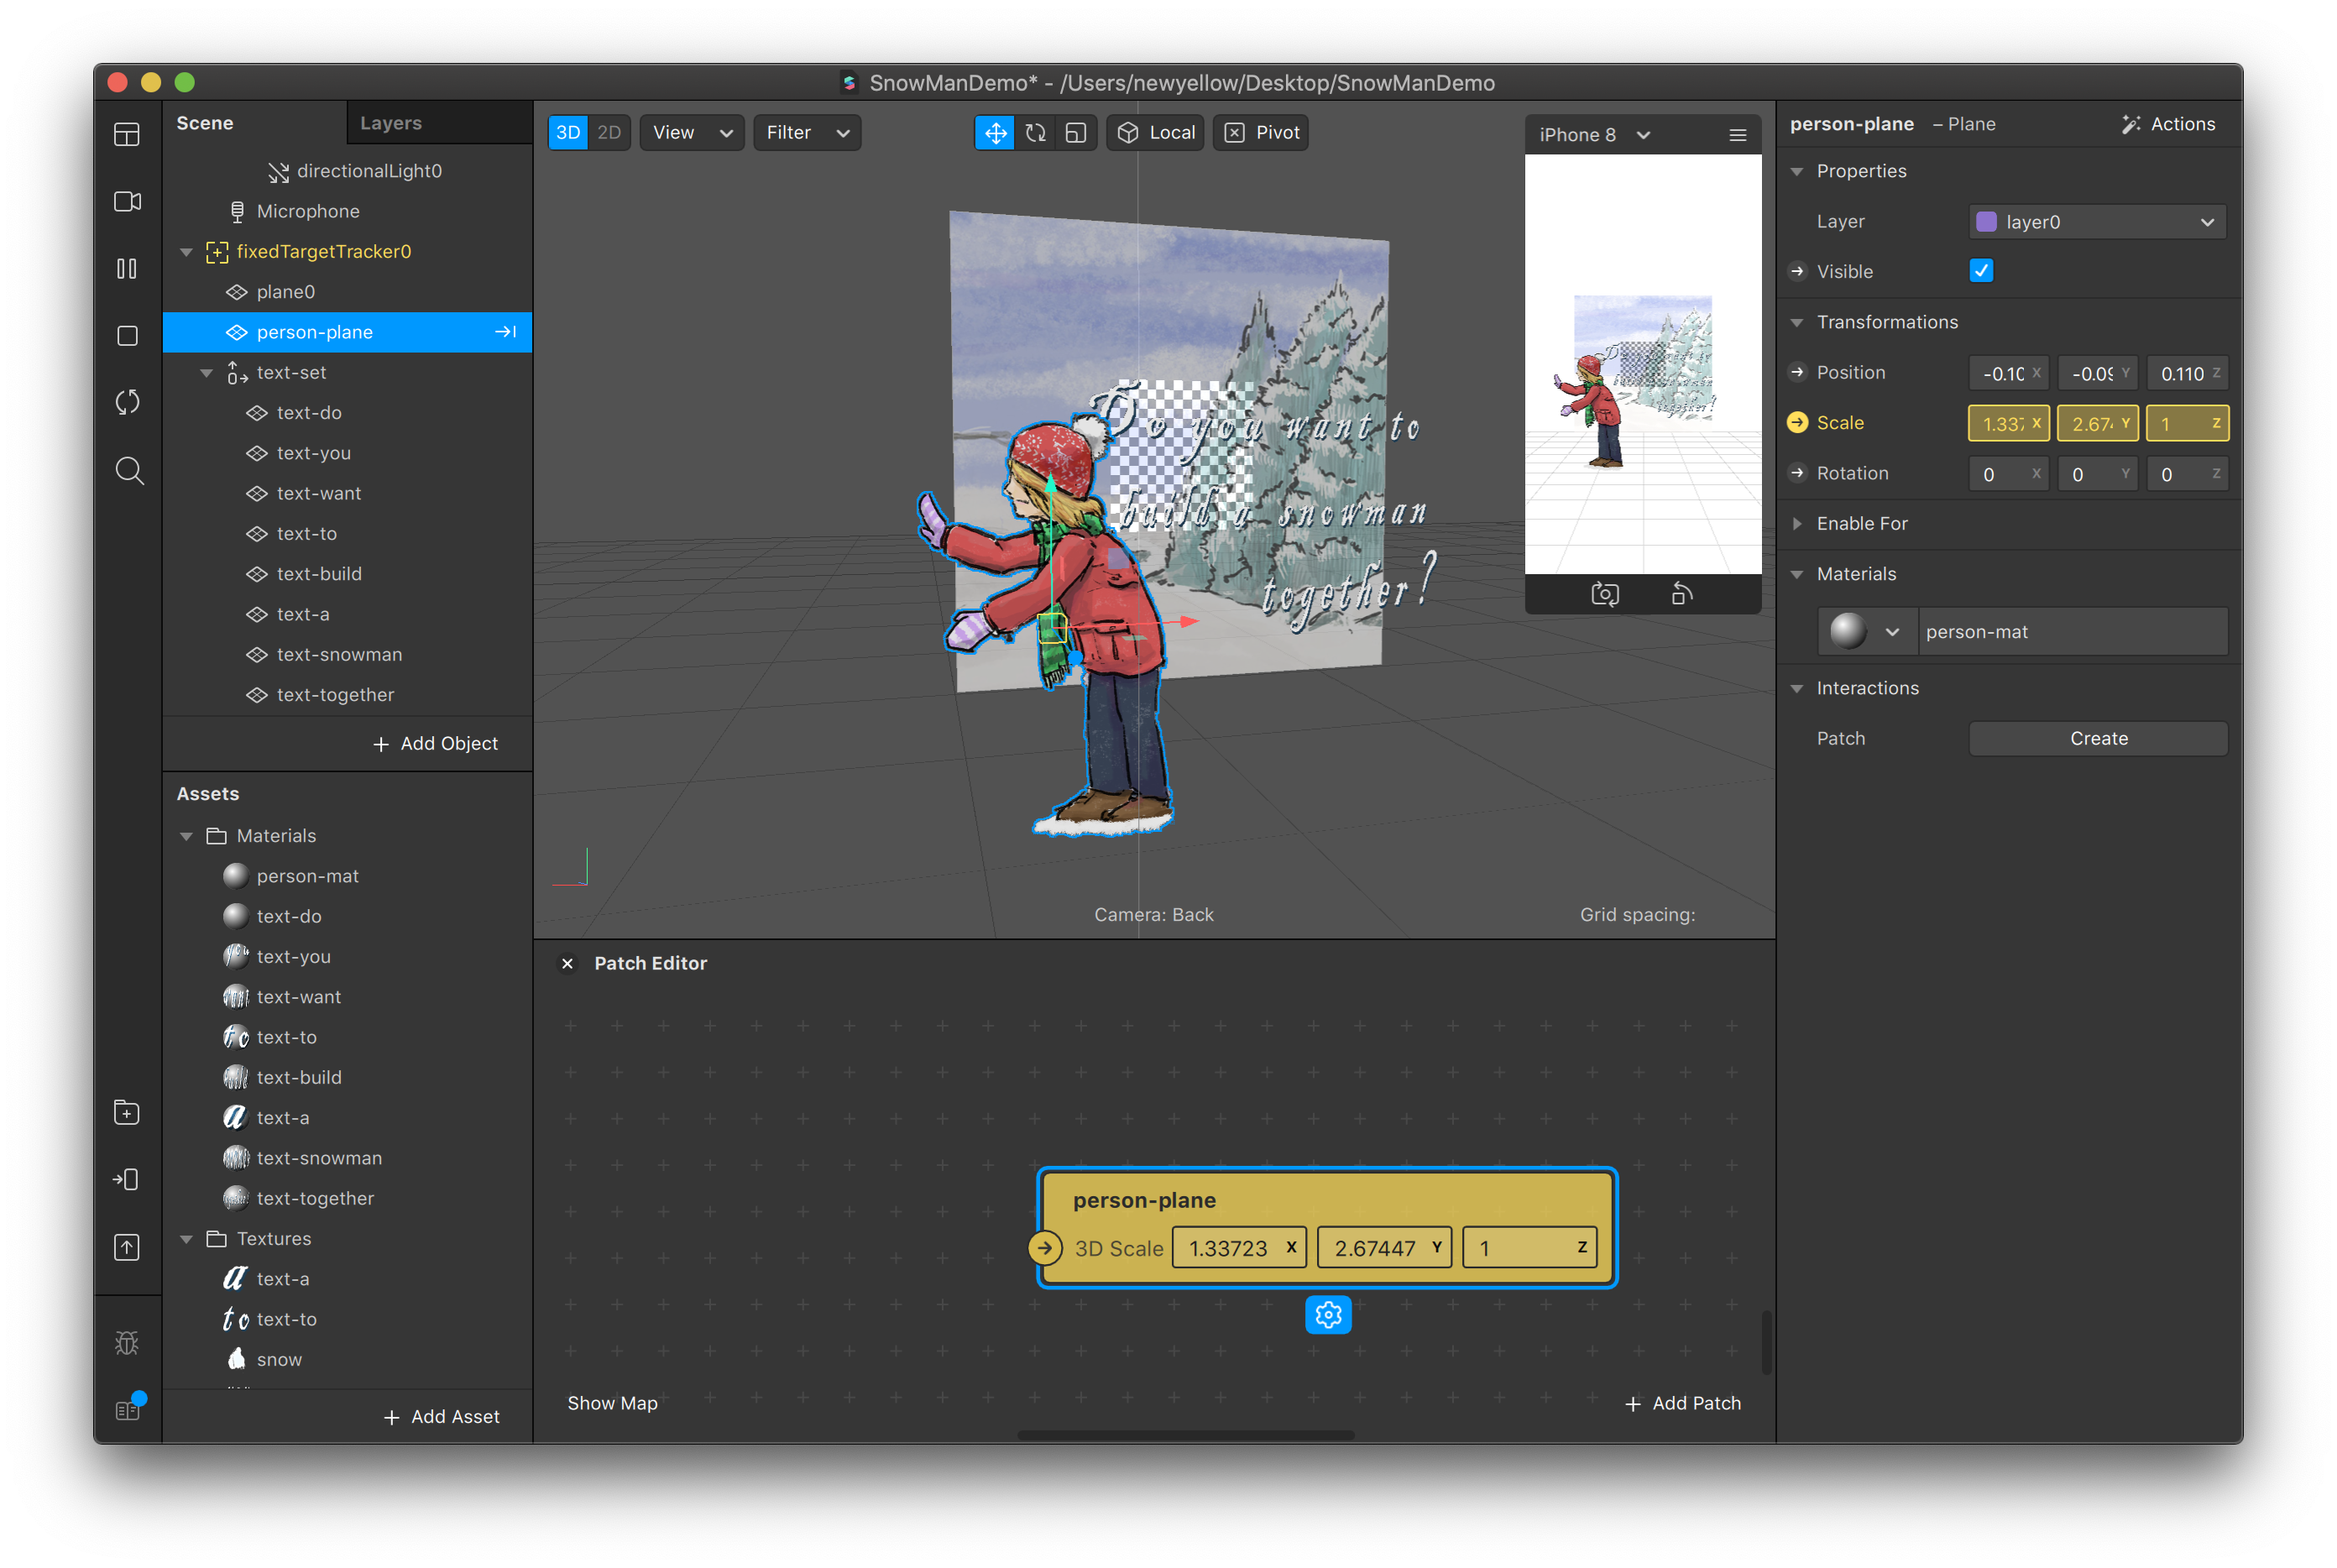 SnowManDemo* - /Users/newyellow/Desktop/SnowManDemo
Scene
Layers
directionalLight0
Microphone
fixedTargetTracker0
plane0
person-plane
text-set
text-do
text-you
text-want
text-to
text-build
text-a
text-snowman
text-together
Add Object
Assets
Materials
person-mat
text-do
text-you
text-want
text-to
text-build
text-a
text-snowman
text-together
Textures
a text-a
to text-to
snow
Add Asset
3D 2D View Filter Local Pivot
Do you want to
build a snowman
together?
Camera: Back
Grid spacing:
iPhone 8
Patch Editor
person-plane
3D Scale 1.33723 X 2.67447 Y 1 Z
Show Map
Add Patch
person-plane – Plane Actions
Properties
Layer layer0
Visible
Transformations
Position -0.10 X -0.09 Y 0.110 Z
Scale 1.337 X 2.67 Y 1 Z
Rotation 0 X 0 Y 0 Z
Enable For
Materials
person-mat
Interactions
Patch Create